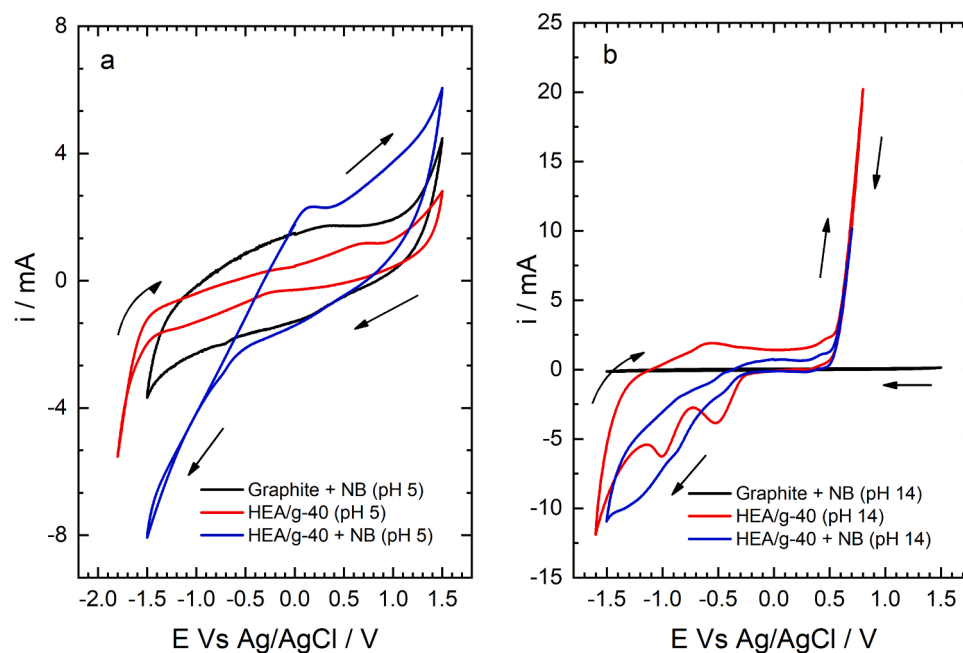 a
8
4
0
-4
-8
i / mA
Graphite + NB (pH 5)
HEA/g-40 (pH 5)
HEA/g-40 + NB (pH 5)
-2.0 -1.5 -1.0 -0.5 0.0 0.5 1.0 1.5
E Vs Ag/AgCl / V
b
25
20
15
10
5
0
-5
-10
-15
i / mA
Graphite + NB (pH 14)
HEA/g-40 (pH 14)
HEA/g-40 + NB (pH 14)
-1.5 -1.0 -0.5 0.0 0.5 1.0 1.5
E Vs Ag/AgCl / V